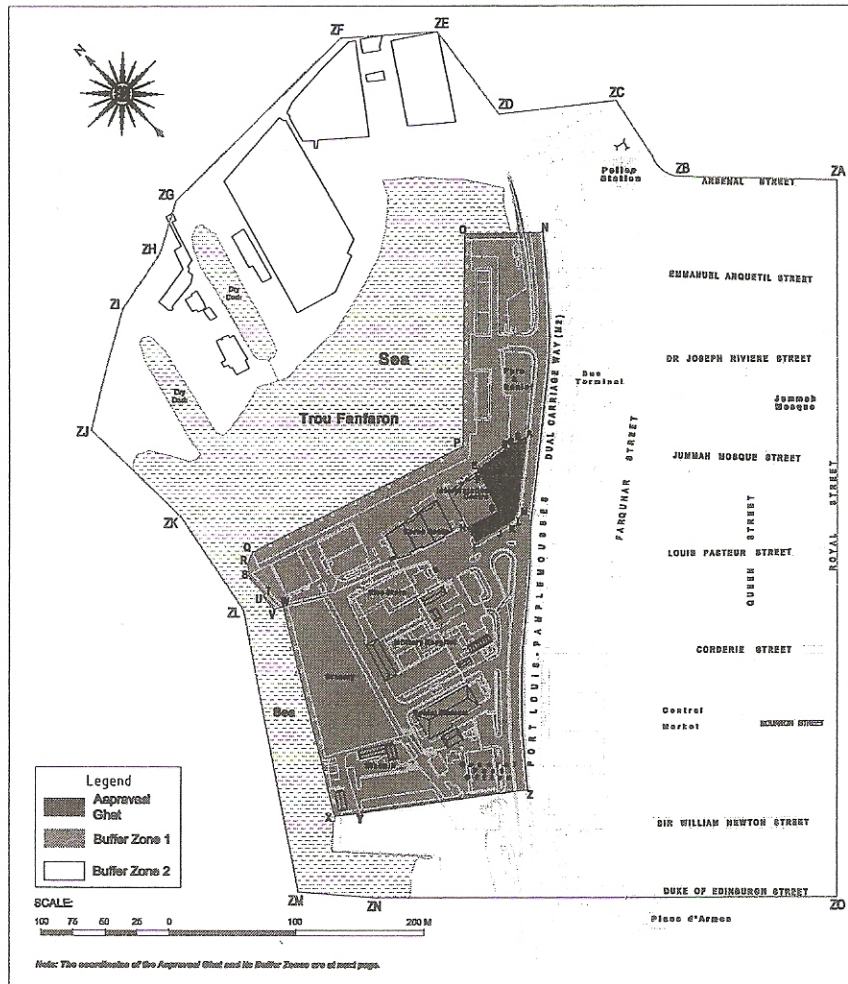 ZF
ZE
N
ZD
ZC
Police
Station
ZB
ZA
ARSENAL STREET
ZG
O
N
ZH
Dry
Dock
EMMANUEL ANQUETIL STREET
ZI
Sea
DR JOSEPH RIVIERE STREET
Bus
Terminal
Dry
Dock
Trou Fanfaron
Jummah
Mosque
ZJ
P
JUMMAH MOSQUE STREET
DUAL CARRIAGE WAY (M2)
FARQUHAR STREET
ROYAL STREET
QUEEN STREET
ZK
Q
R
S
LOUIS PASTEUR STREET
T
U
V
W
ZL
PORT LOUIS - PAMPLEMOUSSES
CORDERIE STREET
Granary
Sea
Central
Market
BOURBON STREET
Legend
Aapravasi
Ghat
Buffer Zone 1
Buffer Zone 2
Z
X
Y
SIR WILLIAM NEWTON STREET
ZM
ZN
DUKE OF EDINBURGH STREET
ZO
Place d'Armes
SCALE:
100 75 50 25 0 100 200 M
Note: The coordinates of the Aapravasi Ghat and its Buffer Zones are at next page.